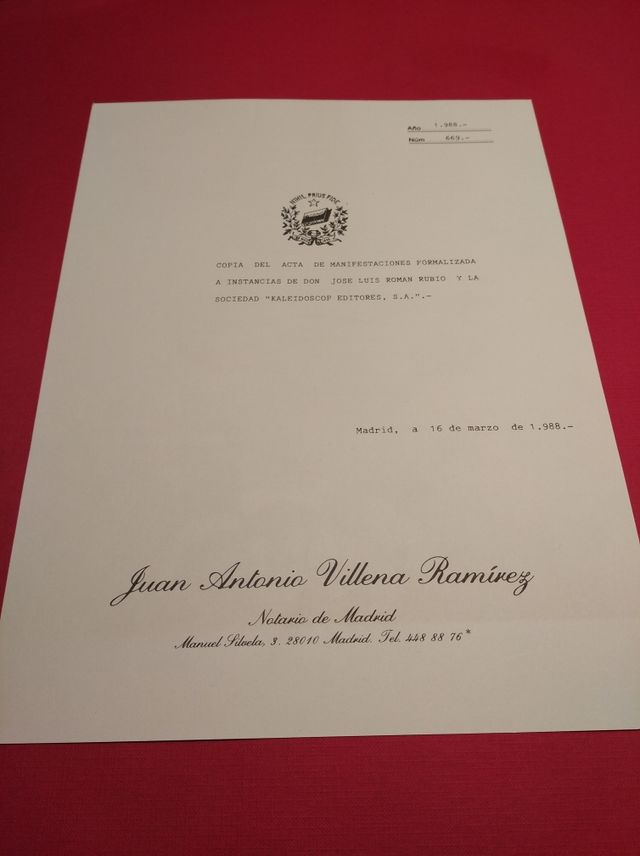 Año 1.988.-
Núm 669.-
NIHIL PRIUS FIDE
COPIA DEL ACTA DE MANIFESTACIONES FORMALIZADA
A INSTANCIAS DE DON JOSE LUIS ROMAN RUBIO Y LA
SOCIEDAD "KALEIDOSCOP EDITORES, S.A.".-
Madrid, a 16 de marzo de 1.988.-
Juan Antonio Villena Ramírez
Notario de Madrid
Manuel Silvela, 3. 28010 Madrid. Tel. 448 88 76*